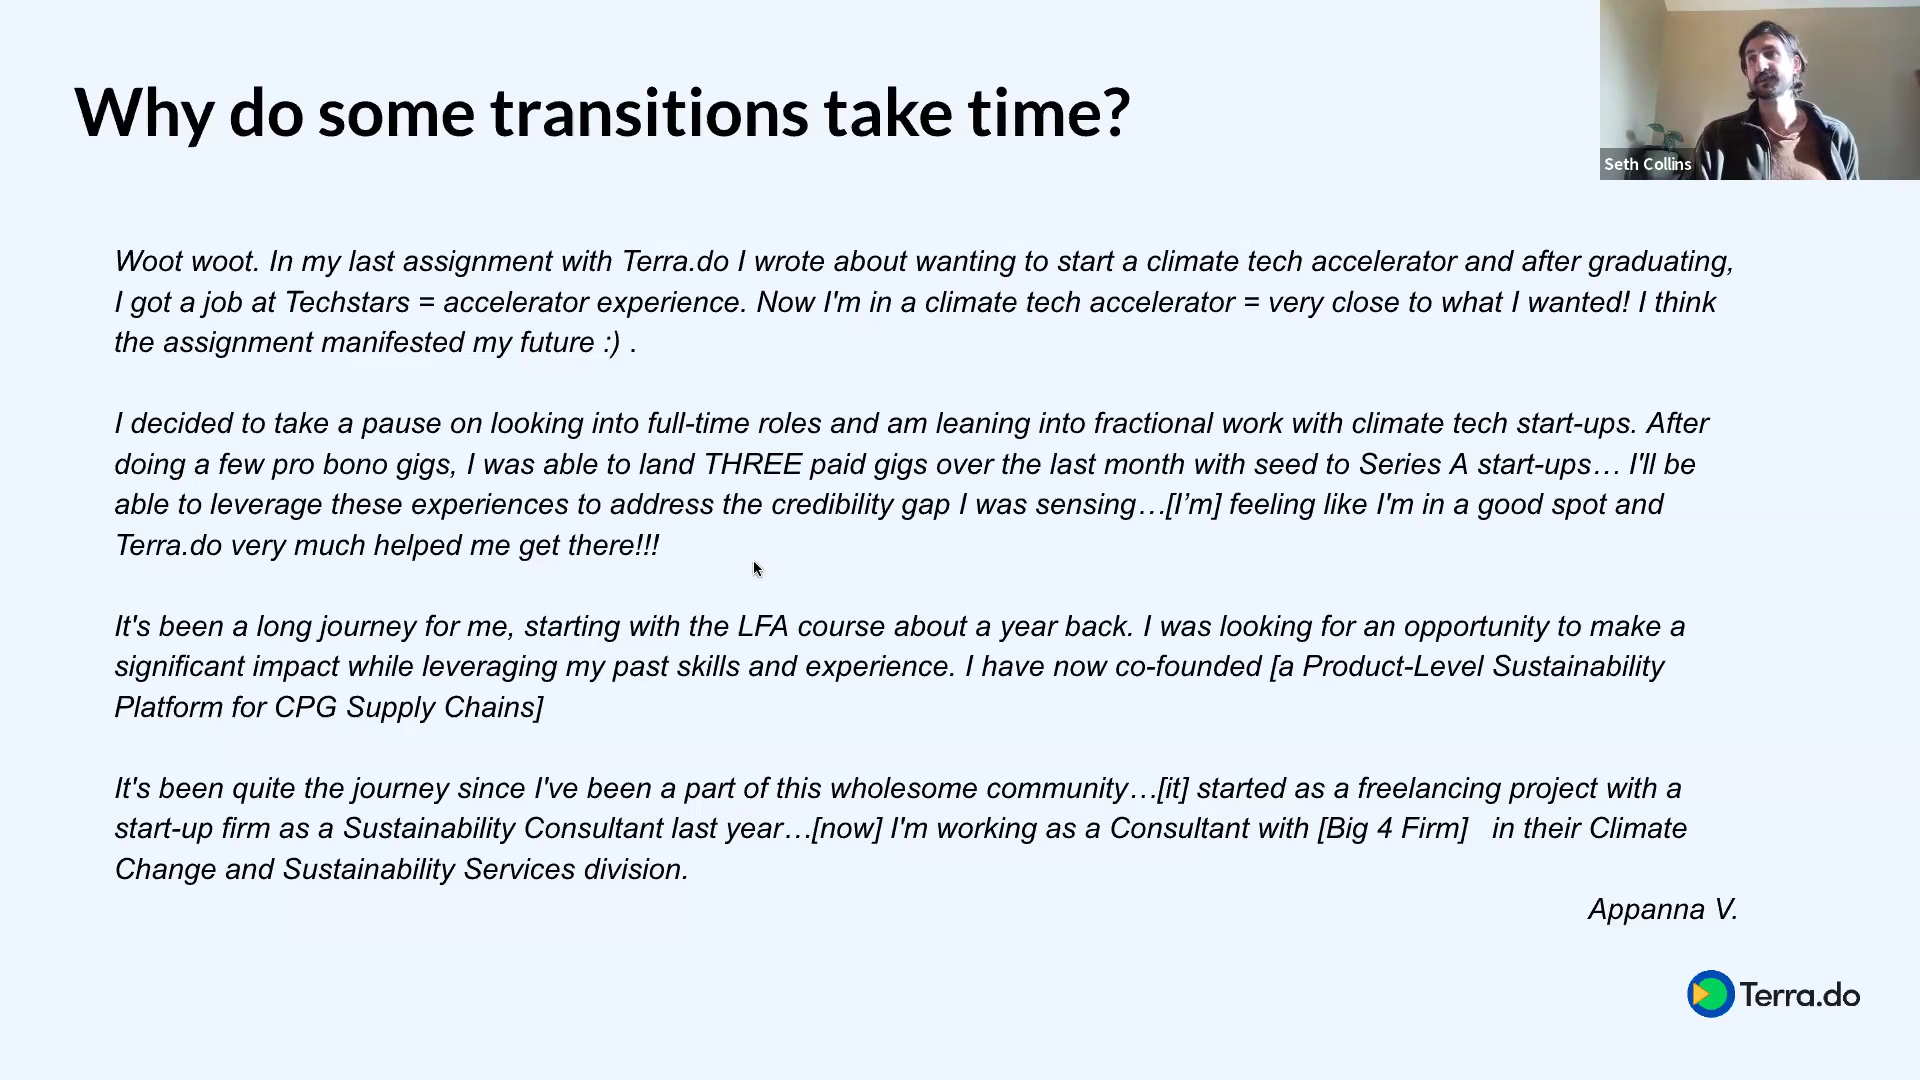 Why do some transitions take time?
Seth Collins
Woot woot. In my last assignment with Terra.do I wrote about wanting to start a climate tech accelerator and after graduating,
I got a job at Techstars = accelerator experience. Now I'm in a climate tech accelerator = very close to what I wanted! I think
the assignment manifested my future :) .
I decided to take a pause on looking into full-time roles and am leaning into fractional work with climate tech start-ups. After
doing a few pro bono gigs, I was able to land THREE paid gigs over the last month with seed to Series A start-ups… I'll be
able to leverage these experiences to address the credibility gap I was sensing…[I’m] feeling like I'm in a good spot and
Terra.do very much helped me get there!!!
It's been a long journey for me, starting with the LFA course about a year back. I was looking for an opportunity to make a
significant impact while leveraging my past skills and experience. I have now co-founded [a Product-Level Sustainability
Platform for CPG Supply Chains]
It's been quite the journey since I've been a part of this wholesome community…[it] started as a freelancing project with a
start-up firm as a Sustainability Consultant last year…[now] I'm working as a Consultant with [Big 4 Firm]   in their Climate
Change and Sustainability Services division.
Appanna V.
Terra.do